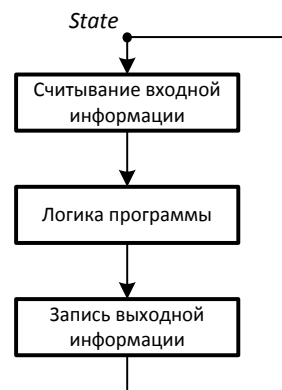 State
Считывание входной
информации
Логика программы
Запись выходной
информации